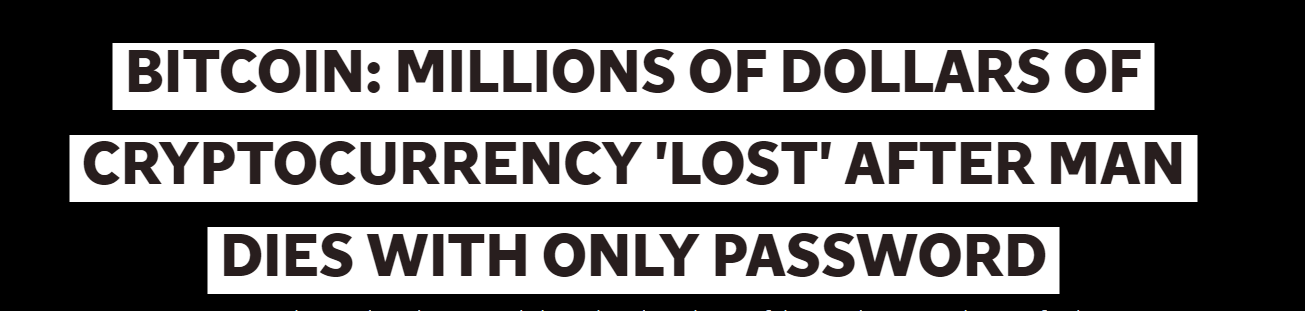 BITCOIN: MILLIONS OF DOLLARS OF
CRYPTOCURRENCY 'LOST' AFTER MAN
DIES WITH ONLY PASSWORD